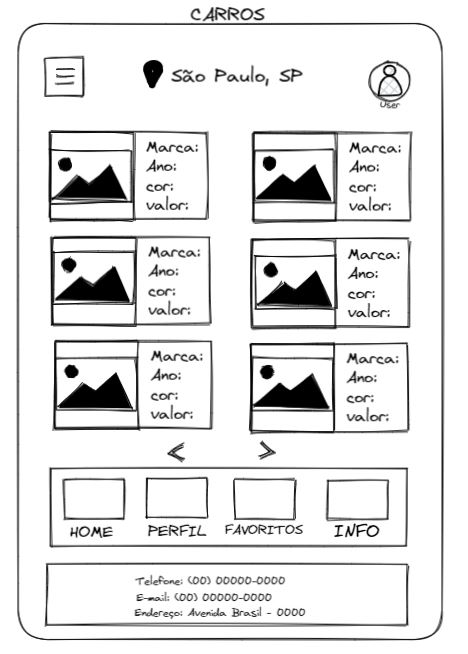 CARROS
São Paulo, SP
User
Marca:
Ano:
cor:
valor:
Marca:
Ano:
cor:
valor:
Marca:
Ano:
cor:
valor:
Marca:
Ano:
cor:
valor:
Marca:
Ano:
cor:
valor:
Marca:
Ano:
cor:
valor:
< >
HOME PERFIL FAVORITOS INFO
Telefone: (00) 00000-0000
E-mail: (00) 00000-0000
Endereço: Avenida Brasil - 0000